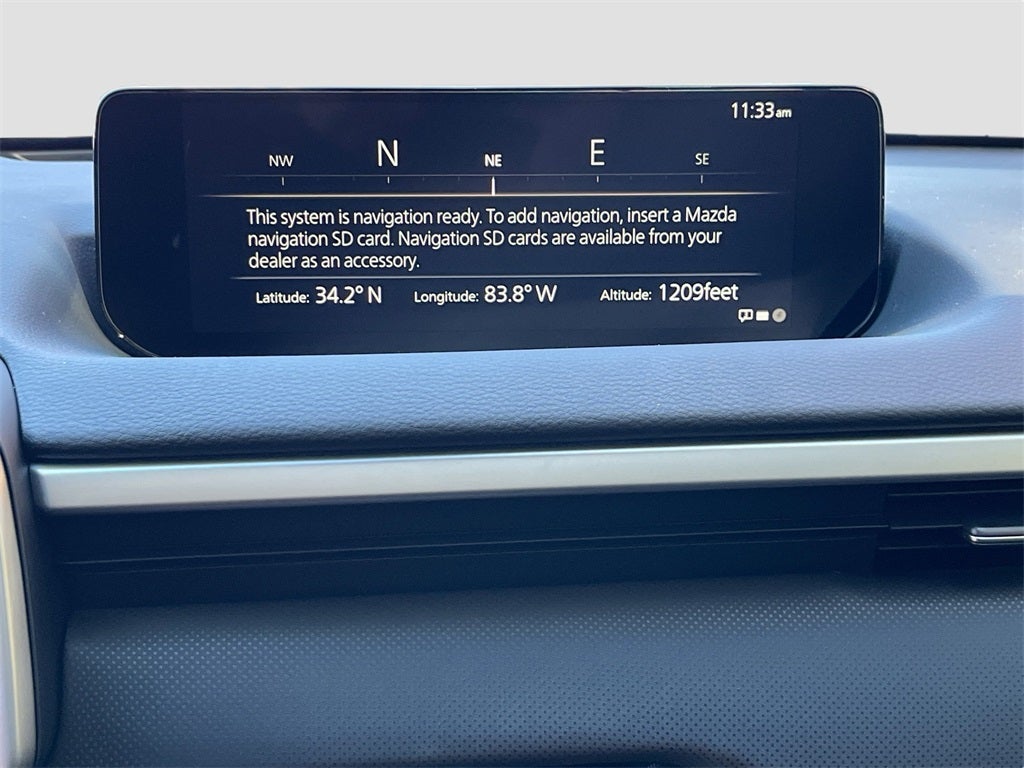 11:33am
NW N NE E SE
This system is navigation ready. To add navigation, insert a Mazda
navigation SD card. Navigation SD cards are available from your
dealer as an accessory.
Latitude: 34.2° N Longitude: 83.8° W Altitude: 1209feet